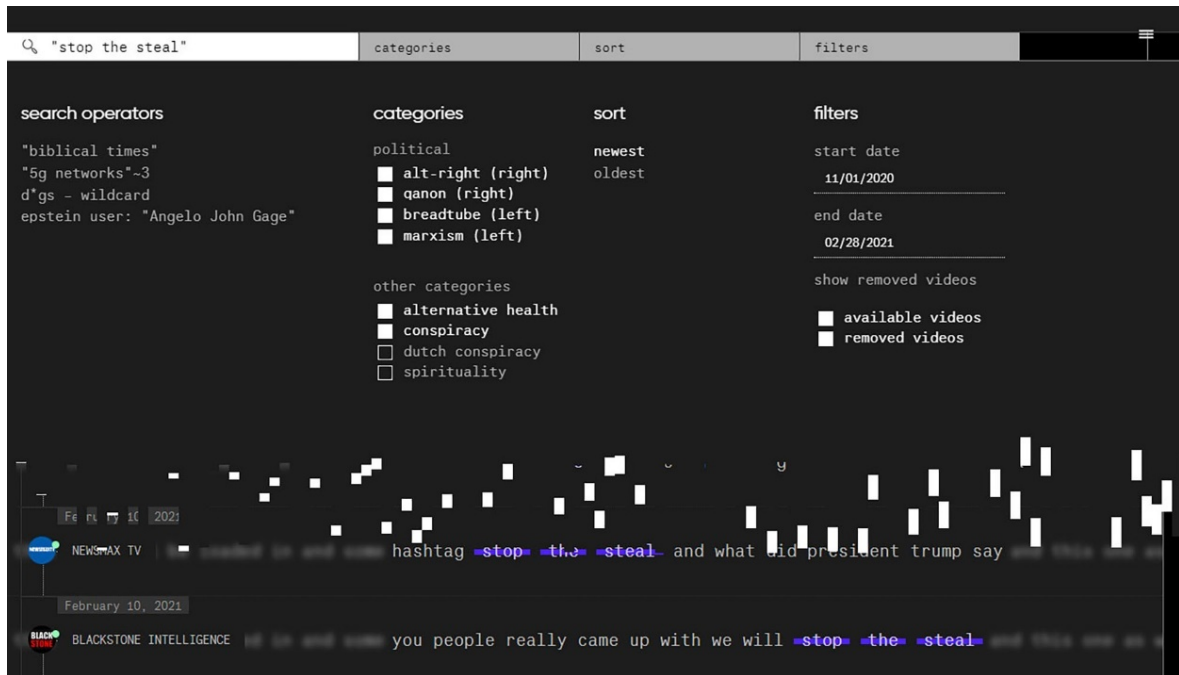 "stop the steal"
categories
sort
filters
search operators
"biblical times"
"5g networks"~3
d*gs – wildcard
epstein user: "Angelo John Gage"
categories
political
alt-right (right)
qanon (right)
breadtube (left)
marxism (left)
other categories
alternative health
conspiracy
dutch conspiracy
spirituality
sort
newest
oldest
filters
start date
11/01/2020
end date
02/28/2021
show removed videos
available videos
removed videos
February 10 2021
NEWSMAX TV
hashtag stop the steal and what did president trump say
February 10, 2021
BLACKSTONE INTELLIGENCE
BLACK
STONE
you people really came up with we will stop the steal